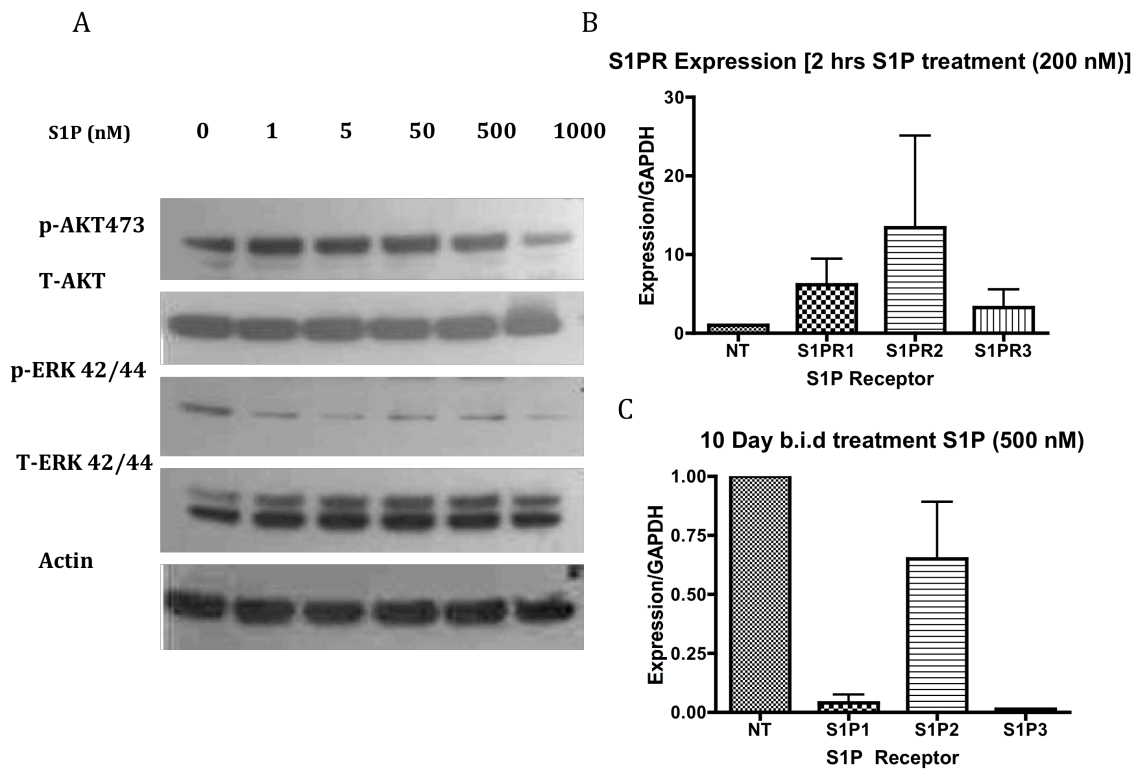 A
S1P (nM) 0 1 5 50 500 1000
p-AKT473
T-AKT
p-ERK 42/44
T-ERK 42/44
Actin
B
S1PR Expression [2 hrs S1P treatment (200 nM)]
Expression/GAPDH
30
20
10
0
NT S1PR1 S1PR2 S1PR3
S1P Receptor
C
10 Day b.i.d treatment S1P (500 nM)
Expression/GAPDH
1.00
0.75
0.50
0.25
0.00
NT S1P1 S1P2 S1P3
S1P Receptor